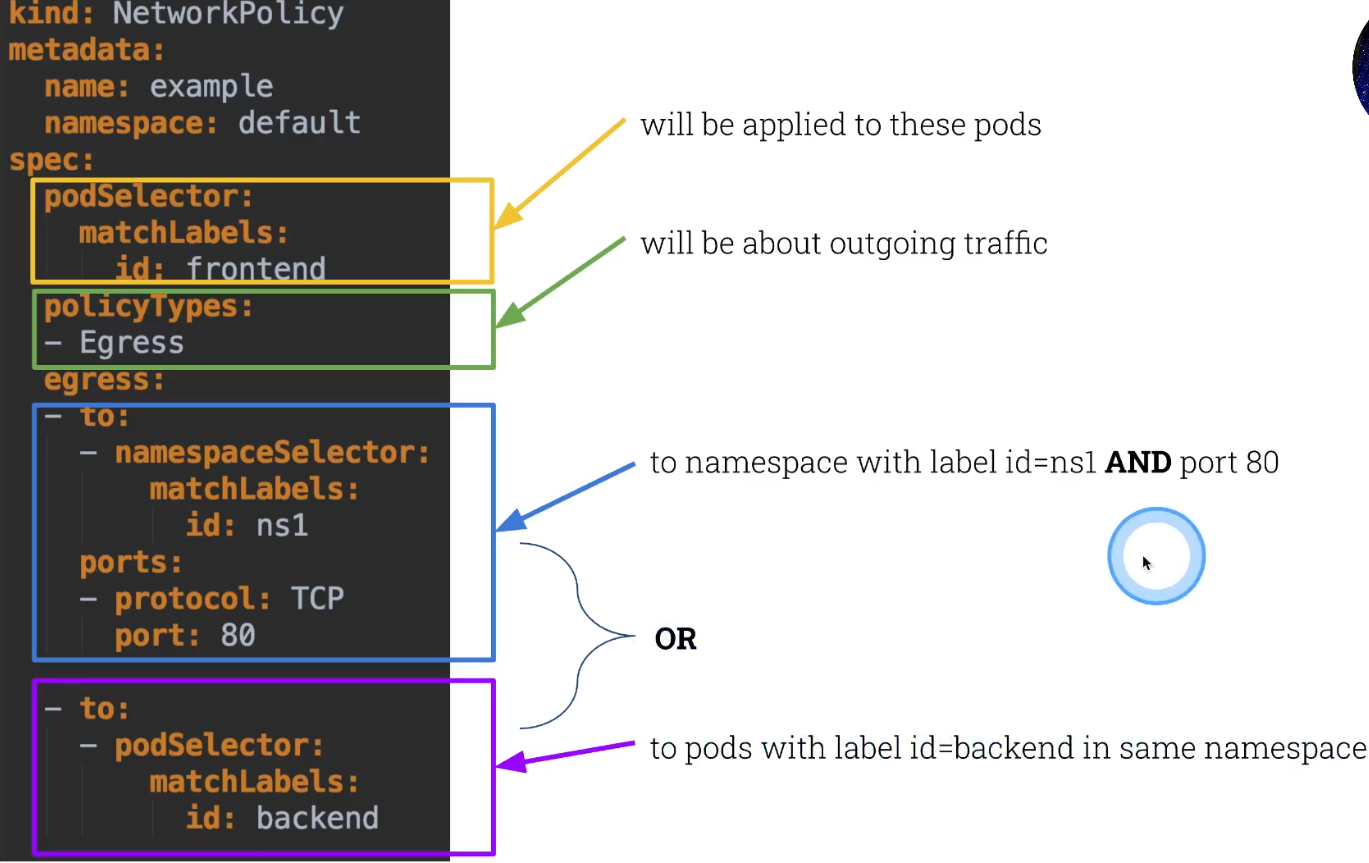 kind: NetworkPolicy
metadata:
name: example
namespace: default
spec:
podSelector:
matchLabels:
id: frontend
policyTypes:
- Egress
egress:
- to:
- namespaceSelector:
matchLabels:
id: ns1
ports:
- protocol: TCP
port: 80
- to:
- podSelector:
matchLabels:
id: backend
will be applied to these pods
will be about outgoing traffic
to namespace with label id=ns1 AND port 80
OR
to pods with label id=backend in same namespace